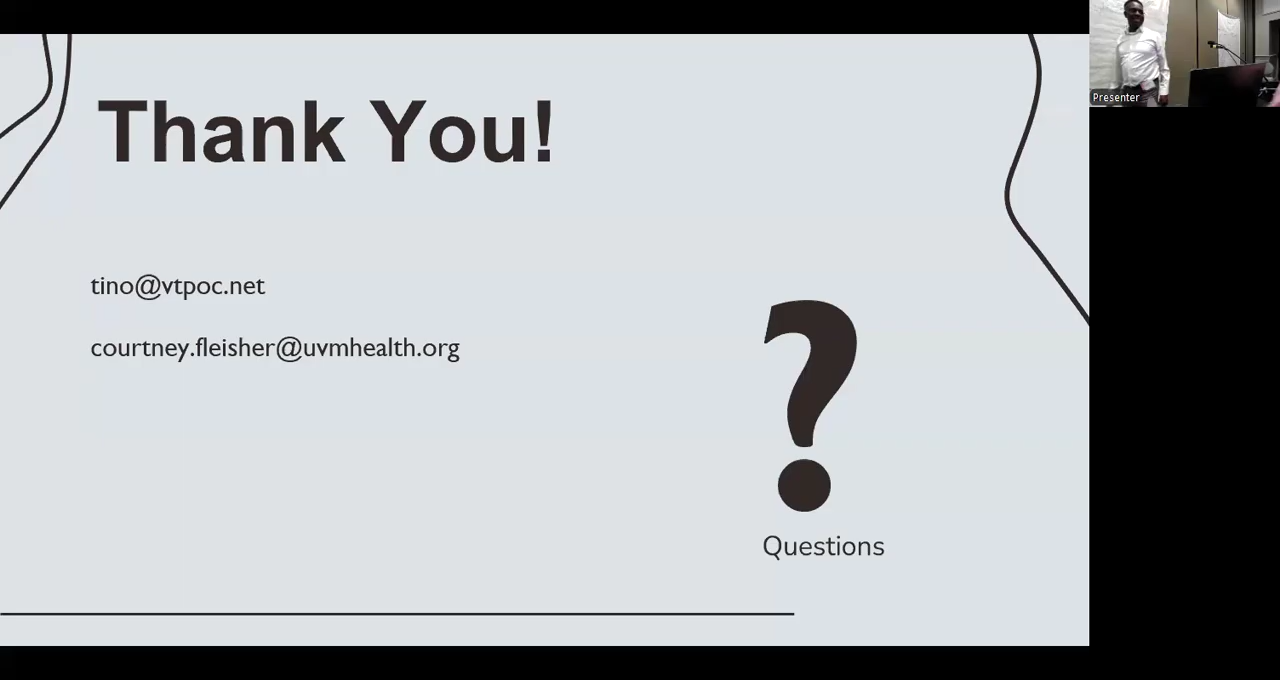 Thank You!
tino@vtpoc.net
courtney.fleisher@uvmhealth.org
?
Questions
Presenter